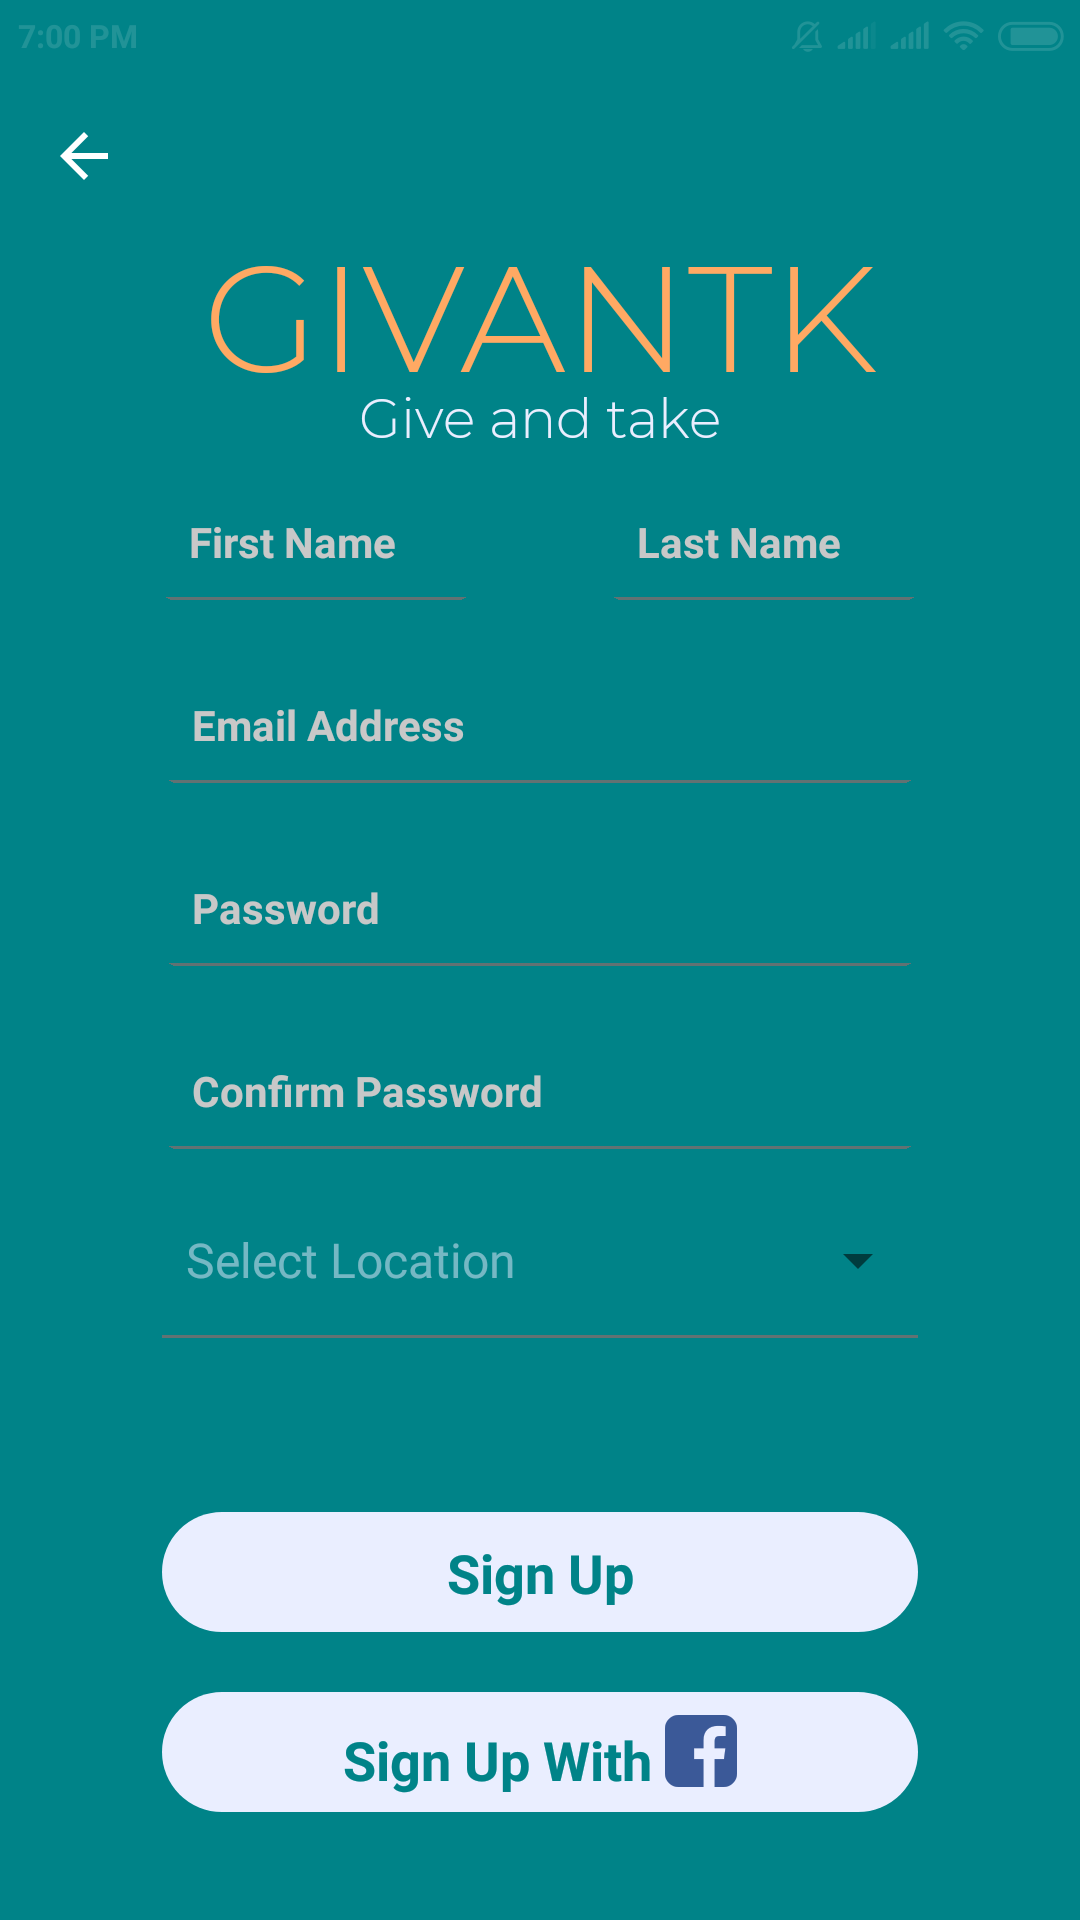 7:00 PM
GIVANTK
Give and take
First Name
Last Name
Email Address
Password
Confirm Password
Select Location
Sign Up
Sign Up With f